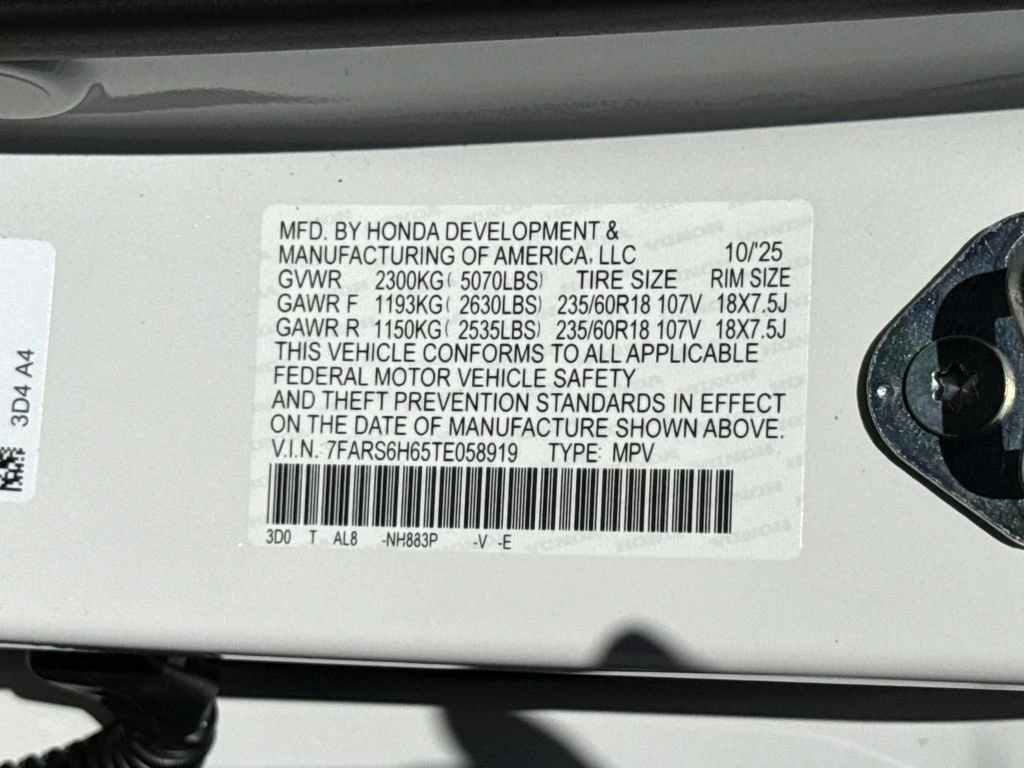 MFD. BY HONDA DEVELOPMENT &
MANUFACTURING OF AMERICA, LLC 10/'25
GVWR 2300KG( 5070LBS) TIRE SIZE RIM SIZE
GAWR F 1193KG( 2630LBS) 235/60R18 107V 18X7.5J
GAWR R 1150KG( 2535LBS) 235/60R18 107V 18X7.5J
THIS VEHICLE CONFORMS TO ALL APPLICABLE
FEDERAL MOTOR VEHICLE SAFETY
AND THEFT PREVENTION STANDARDS IN EFFECT
ON THE DATE OF MANUFACTURE SHOWN ABOVE.
V.I.N.: 7FARS6H65TE058919 TYPE: MPV
3D0 T AL8 -NH883P -V -E
3D4 A4